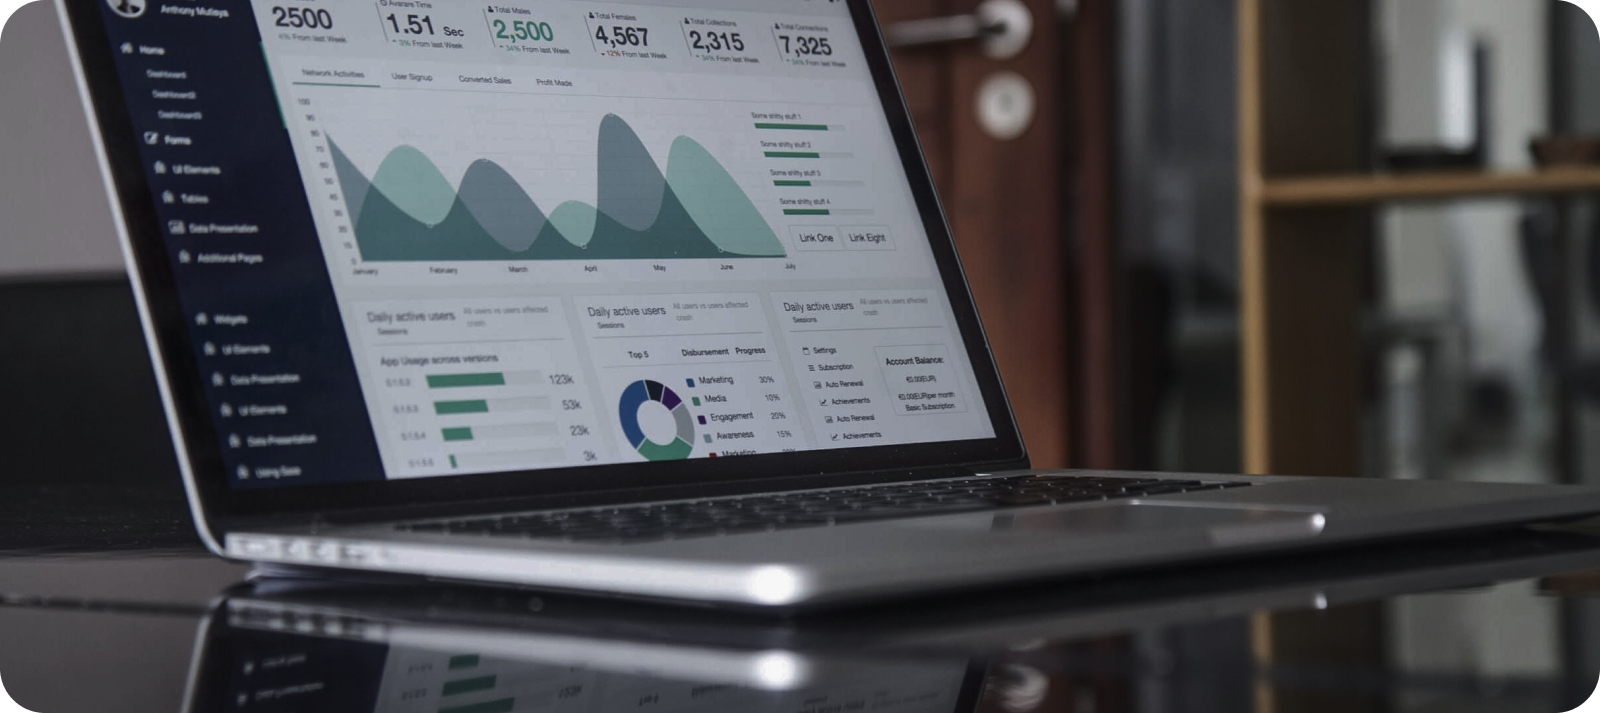 Anthony Mutisya
Home
Dashboard
Dashboard2
Dashboard3
Forms
UI Elements
Tables
Data Presentation
Additional Pages
Widgets
UI Elements
Data Presentation
UI Elements
Data Presentation
2500
4% From last Week
Avarare Time
1.51 Sec
3% From last Week
Total Males
2,500
34% From last Week
Total Females
4,567
12% From last Week
Total Collections
2,315
34% From last Week
Total Connections
7,325
34% From last Week
Network Activities
User Signup
Converted Sales
Profit Made
100
90
80
70
60
50
40
30
20
10
0
January
February
March
April
May
June
July
Some shitty stuff 1
Some shitty stuff 2
Some shitty stuff 3
Some shitty stuff 4
Link One
Link Eight
Daily active users
Sessions
All users vs users affected
crash
App Usage across versions
0.1.5.2
123k
0.1.5.3
53k
0.1.5.4
23k
0.1.5.5
3k
Daily active users
Sessions
All users vs users affected
crash
Top 5
Disbursement
Progress
Marketing 30%
Media 10%
Engagement 20%
Awareness 15%
Marketing
Daily active users
Sessions
All users vs users affected
crash
Settings
Subscription
Auto Renewal
Achievements
Auto Renewal
Achievements
Account Balance:
€0.00(EUR)
€0.00(EUR)per month
Basic Subscription